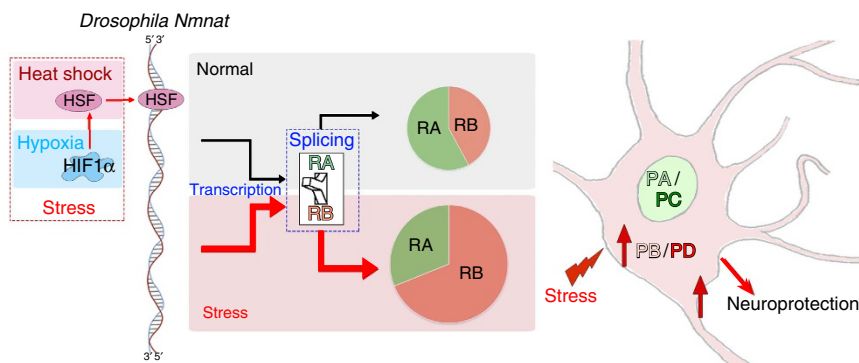 Drosophila Nmnat
5′ 3′
Heat shock
HSF
HSF
Hypoxia
HIF1α
Stress
3′ 5′
Normal
Transcription
Splicing
RA
RB
RA
RB
RA
RB
Stress
PA/
PC
PB/PD
Stress
Neuroprotection